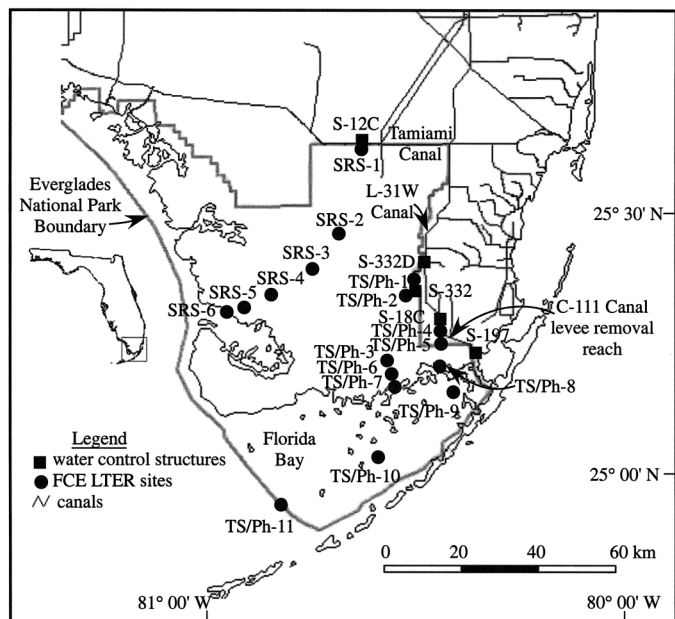 S-12C
Tamiami
Canal
SRS-1
Everglades
National Park
Boundary
L-31W
Canal
25° 30' N
SRS-2
SRS-3
S-332D
TS/Ph-1
SRS-4
S-332
TS/Ph-2
SRS-5
SRS-6
C-111 Canal
levee removal
reach
S-18C
TS/Ph-4
S-19
TS/Ph-5
TS/Ph-3
TS/Ph-6
TS/Ph-7
TS/Ph-8
TS/Ph-9
Legend
water control structures
FCE LTER sites
canals
Florida
Bay
TS/Ph-10
25° 00' N
TS/Ph-11
0 20 40 60 km
81° 00' W
80° 00' W